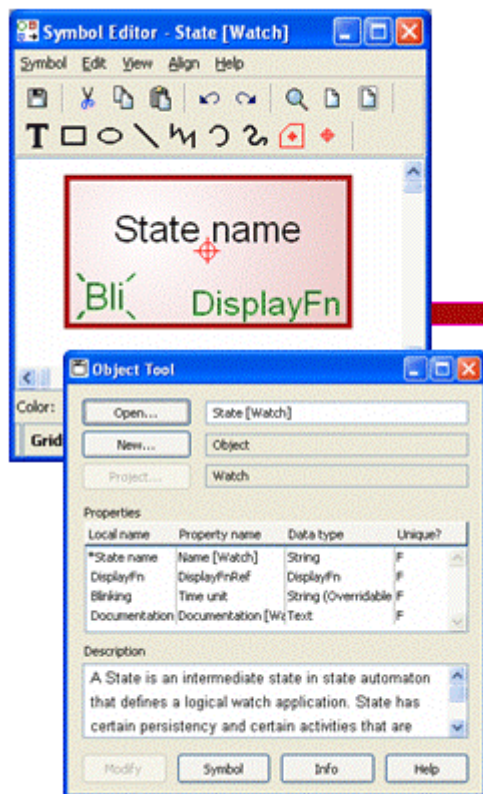 Symbol Editor - State [Watch]
Symbol Edit View Align Help
T
State name
Bli DisplayFn
Color:
Grid
Object Tool
Open... State [Watch]
New... Object
Project... Watch
Properties
Local name Property name Data type Unique?
*State name Name [Watch] String F
DisplayFn DisplayFnRef DisplayFn F
Blinking Time unit String (Overridable F
Documentation Documentation [Wa Text F
Description
A State is an intermediate state in state automaton
that defines a logical watch application. State has
certain persistency and certain activities that are
Modify Symbol Info Help